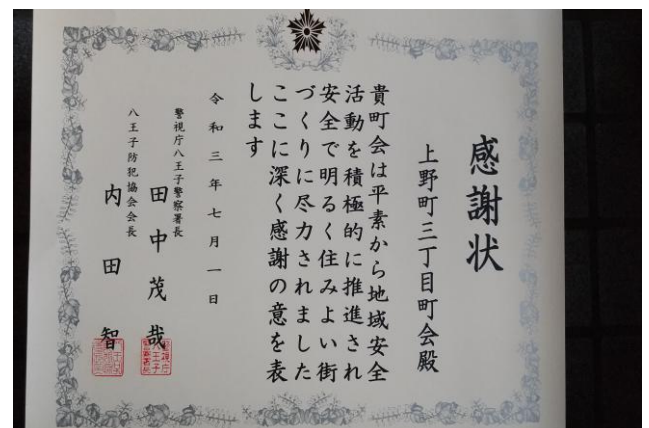 感謝状
上野町三丁目町会殿
貴町会は平素から地域安全
活動を積極的に推進され
安全で明るく住みよい街
づくりに尽力されました
ここに深く感謝の意を表
します
令和三年七月一日
警視庁八王子警察署長
田中茂哉
八王子防犯協会会長
内田智